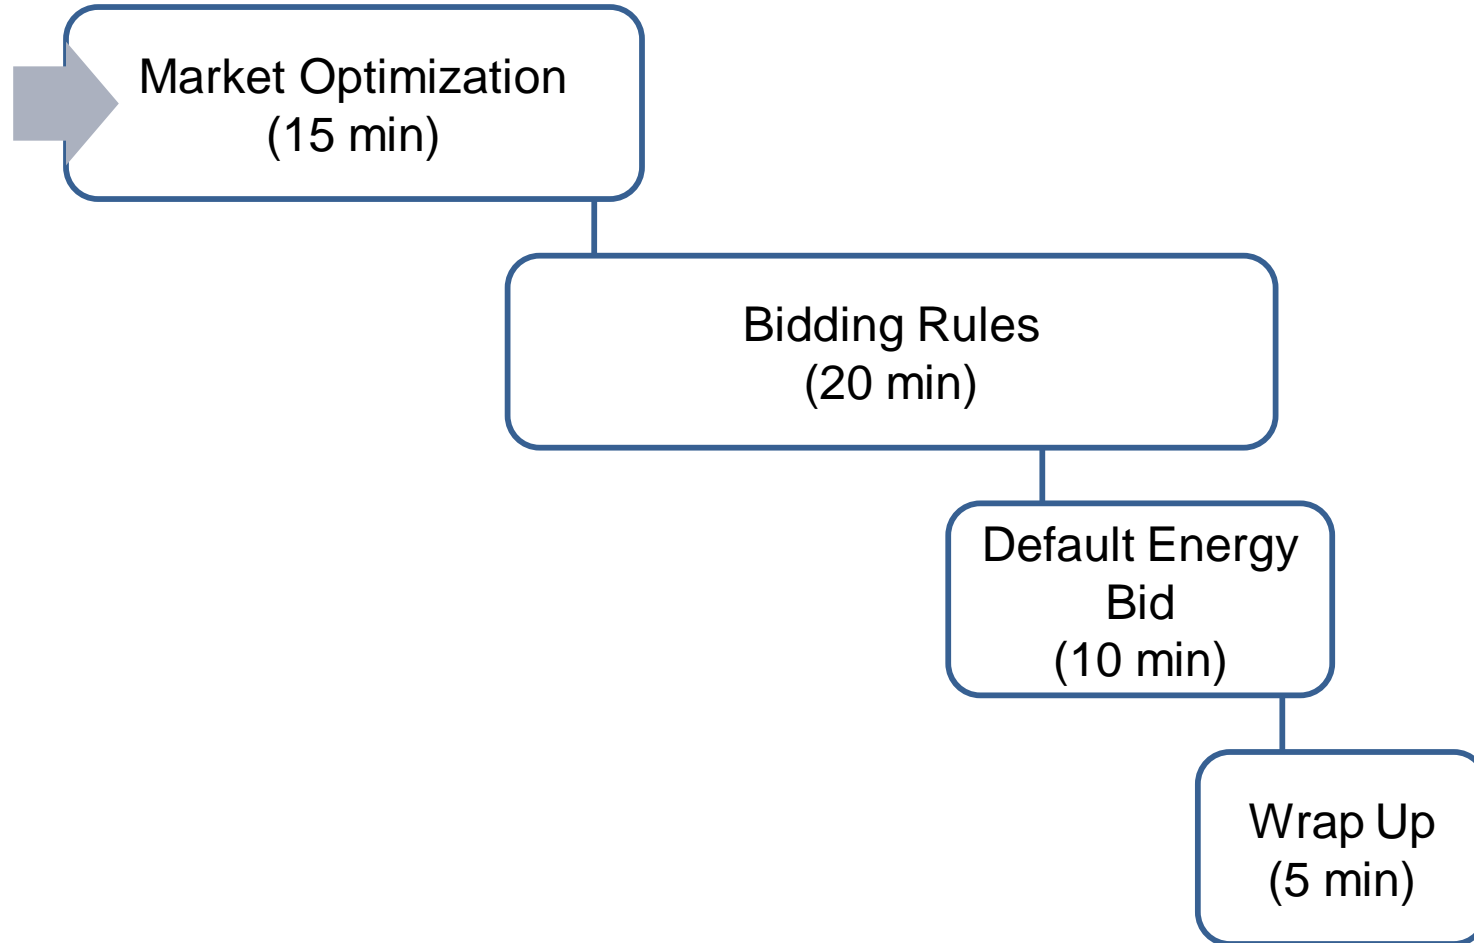 Market Optimization
(15 min)
Bidding Rules
(20 min)
Default Energy
Bid
(10 min)
Wrap Up
(5 min)